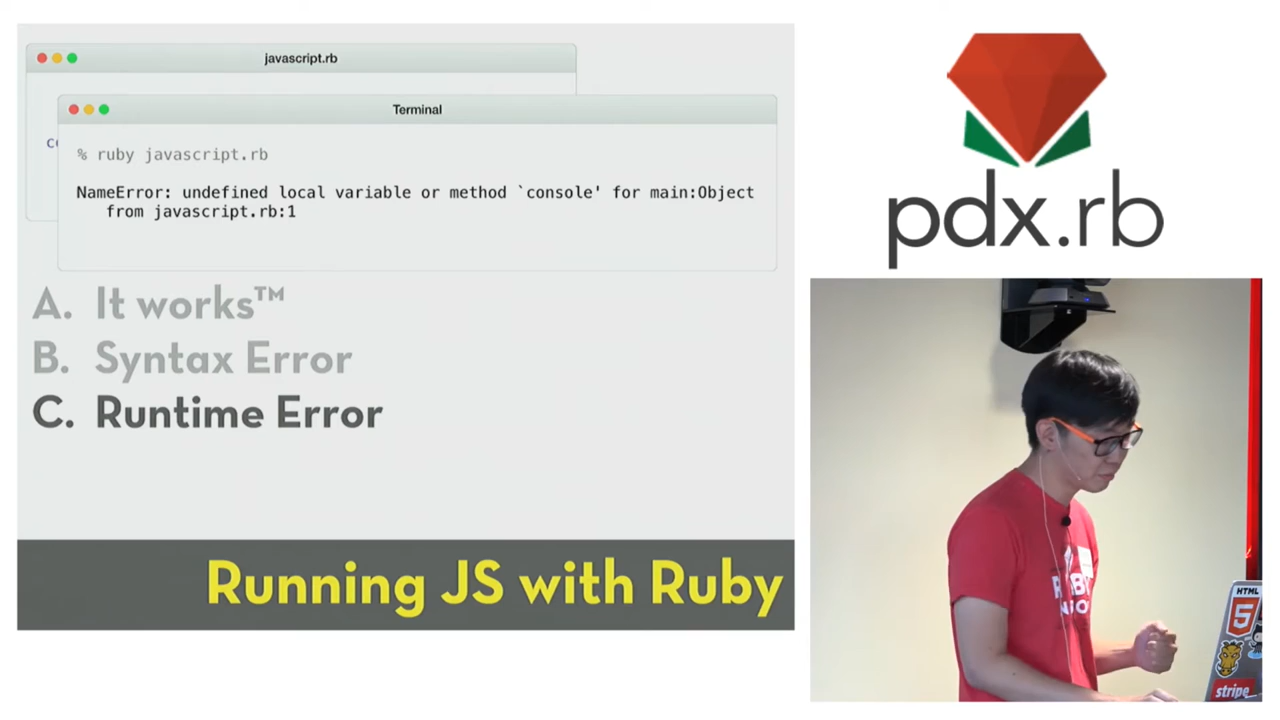 javascript.rb
Terminal
% ruby javascript.rb
NameError: undefined local variable or method `console' for main:Object
from javascript.rb:1
A. It works™
B. Syntax Error
C. Runtime Error
Running JS with Ruby
pdx.rb
HTML
5
stripe